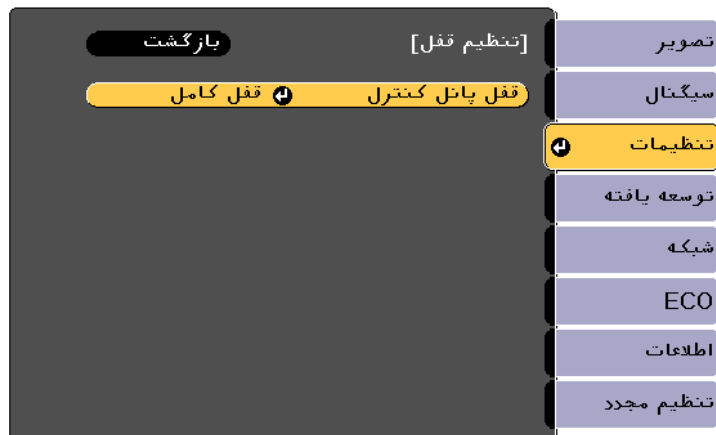 تصویر
سیگنال
تنظیمات
توسعه یافته
شبکه
ECO
اطلاعات
تنظیم مجدد
[تنظیم قفل] بازگشت
قفل پانل کنترل قفل کامل